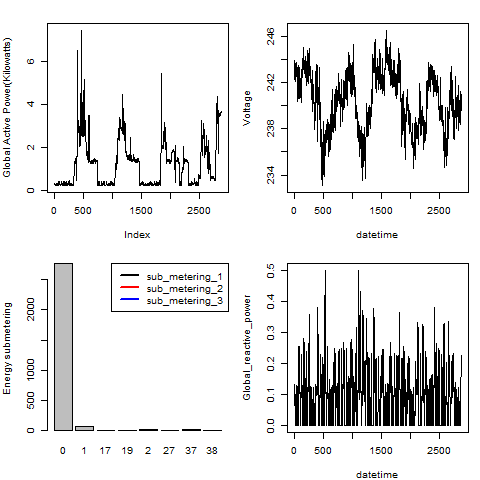 Global Active Power(Kilowatts)
0 2 4 6
0 500 1500 2500
Index
Voltage
234 238 242 246
0 500 1500 2500
datetime
Energy submetering
0 500 2000
sub_metering_1
sub_metering_2
sub_metering_3
0 1 17 19 2 27 37 38
Global_reactive_power
0.0 0.1 0.2 0.3 0.4 0.5
0 500 1500 2500
datetime